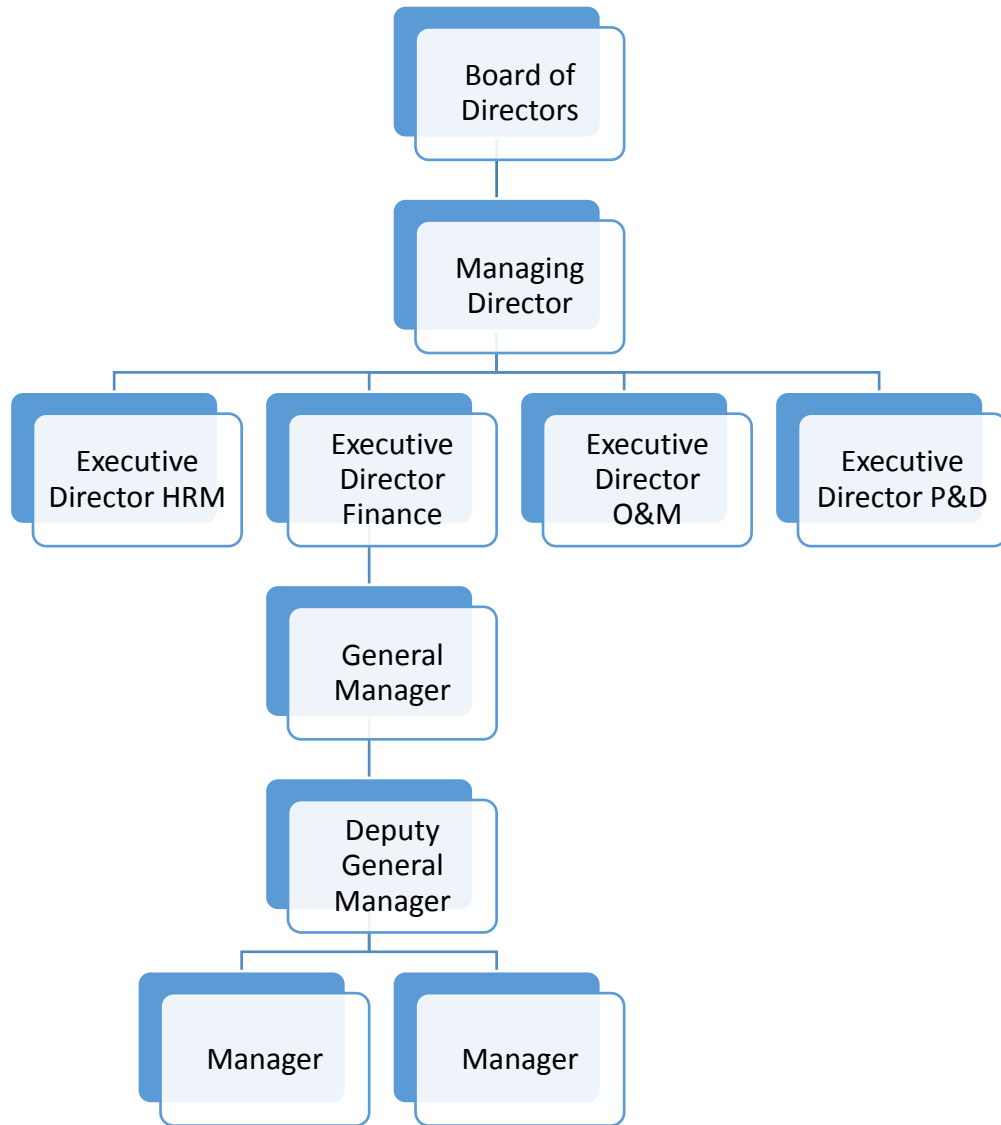 Board of
Directors
Managing
Director
Executive
Director HRM
Executive
Director
Finance
Executive
Director
O&M
Executive
Director P&D
General
Manager
Deputy
General
Manager
Manager
Manager